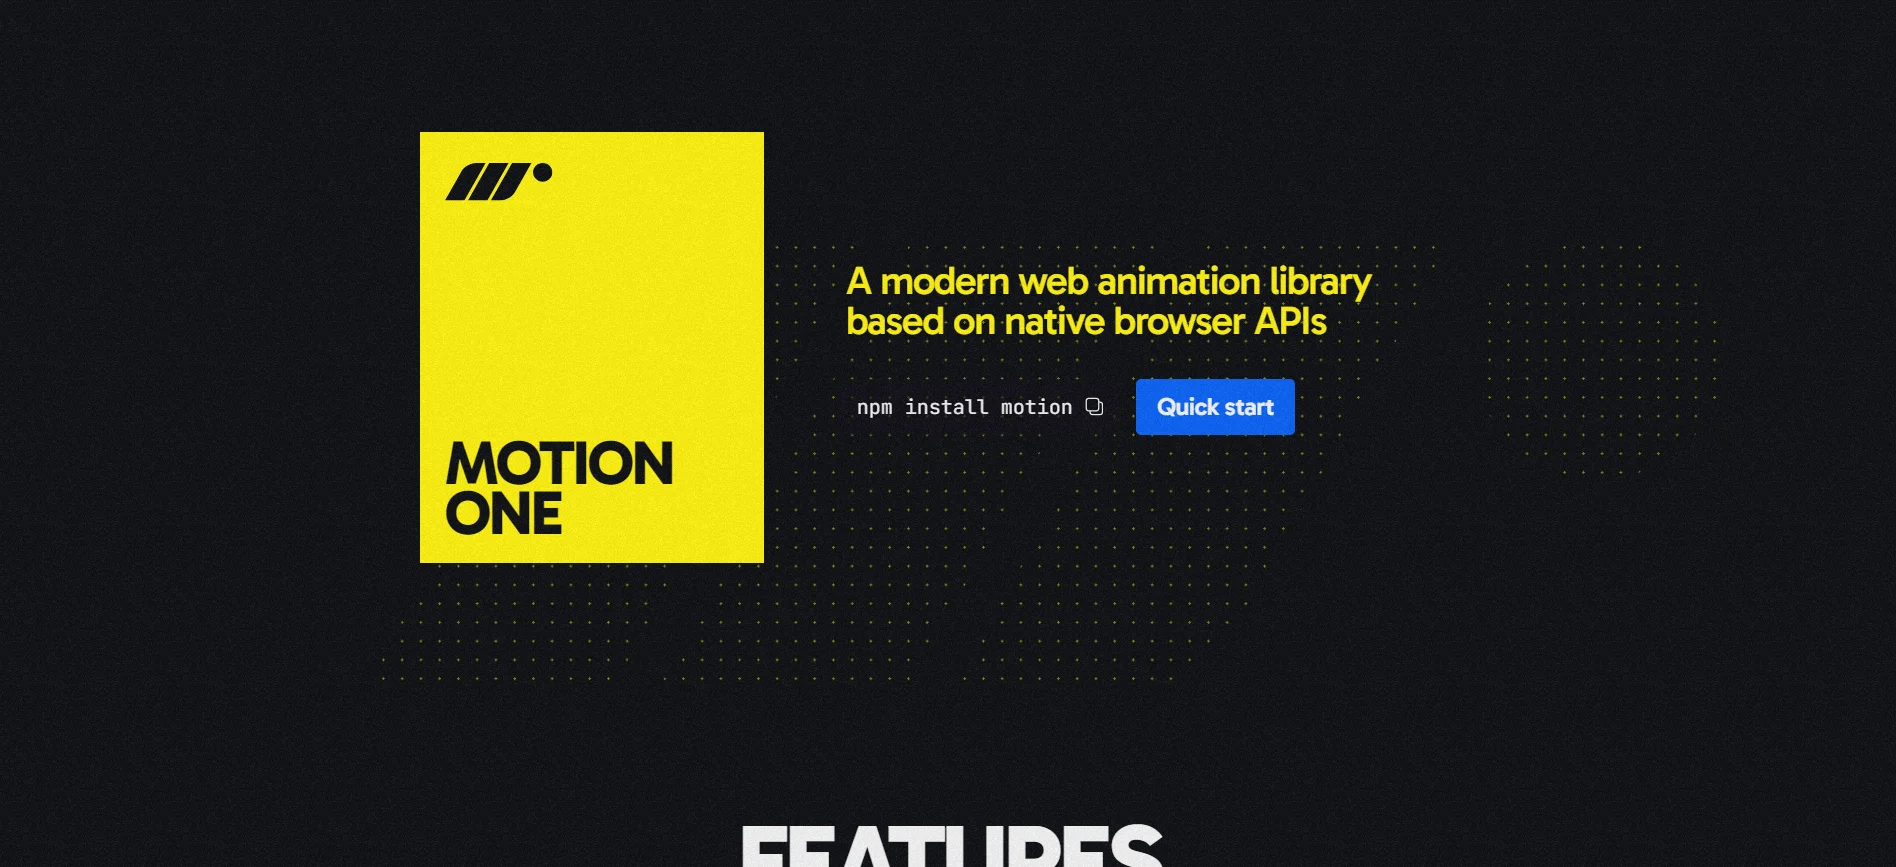 MOTION
ONE
A modern web animation library
based on native browser APIs
npm install motion
Quick start
FEATURES